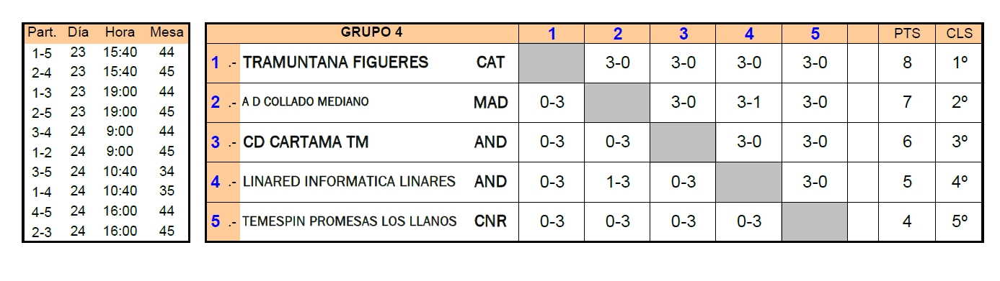 Part. Día Hora Mesa
1-5 23 15:40 44
2-4 23 15:40 45
1-3 23 19:00 44
2-5 23 19:00 45
3-4 24 9:00 44
1-2 24 9:00 45
3-5 24 10:40 34
1-4 24 10:40 35
4-5 24 16:00 44
2-3 24 16:00 45
GRUPO 4 1 2 3 4 5 PTS CLS
1 .- TRAMUNTANA FIGUERES CAT 3-0 3-0 3-0 3-0 8 1º
2 .- A D COLLADO MEDIANO MAD 0-3 3-0 3-1 3-0 7 2º
3 .- CD CARTAMA TM AND 0-3 0-3 3-0 3-0 6 3º
4 .- LINARED INFORMATICA LINARES AND 0-3 1-3 0-3 3-0 5 4º
5 .- TEMESPIN PROMESAS LOS LLANOS CNR 0-3 0-3 0-3 0-3 4 5º